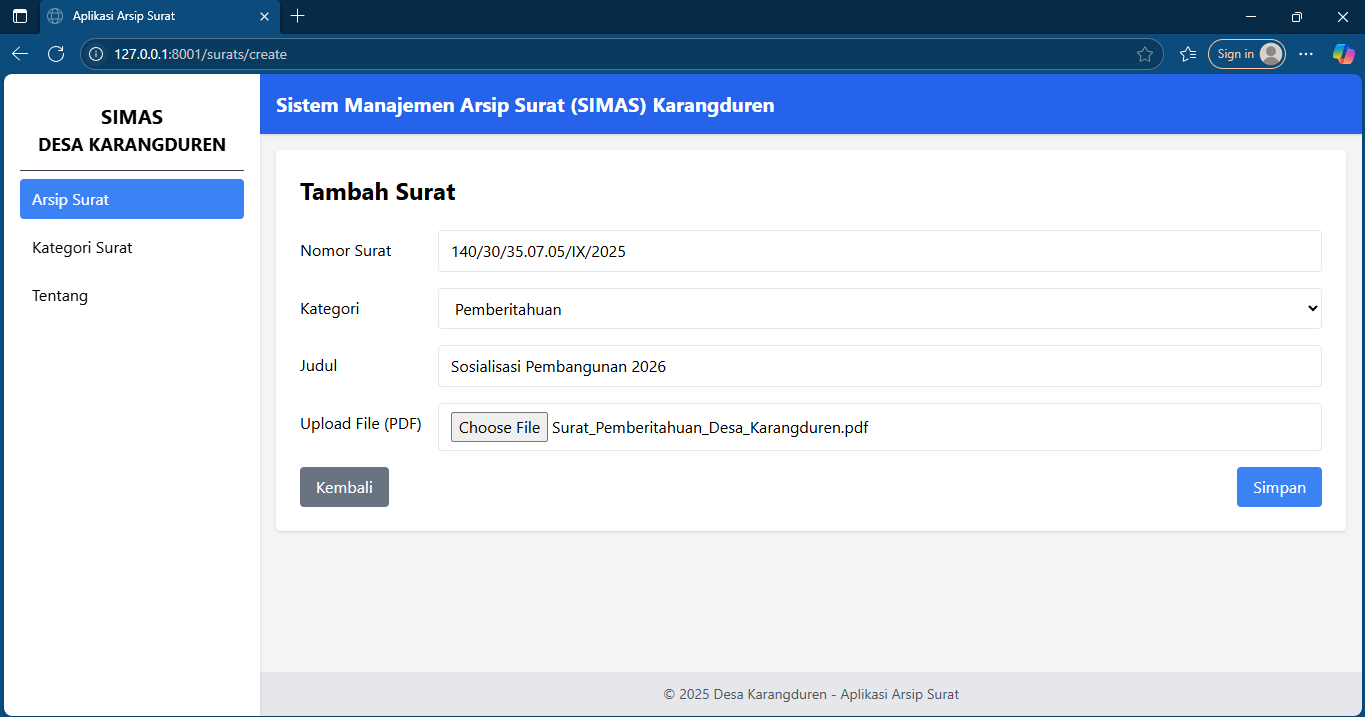 Aplikasi Arsip Surat
127.0.0.1:8001/surats/create
Sign in
SIMAS
DESA KARANGDUREN
Arsip Surat
Kategori Surat
Tentang
Sistem Manajemen Arsip Surat (SIMAS) Karangduren
Tambah Surat
Nomor Surat 140/30/35.07.05/IX/2025
Kategori Pemberitahuan
Judul Sosialisasi Pembangunan 2026
Upload File (PDF) Choose File Surat_Pemberitahuan_Desa_Karangduren.pdf
Kembali Simpan
© 2025 Desa Karangduren - Aplikasi Arsip Surat